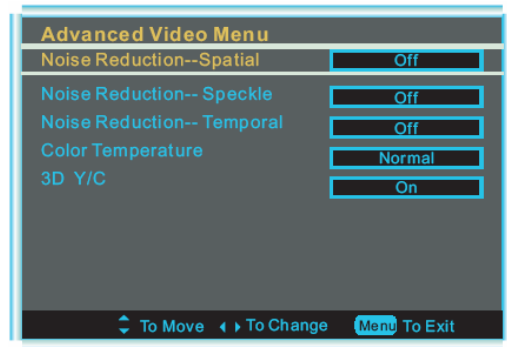 Advanced Video Menu
Noise Reduction--Spatial Off
Noise Reduction-- Speckle Off
Noise Reduction-- Temporal Off
Color Temperature Normal
3D Y/C On
To Move To Change Menu To Exit